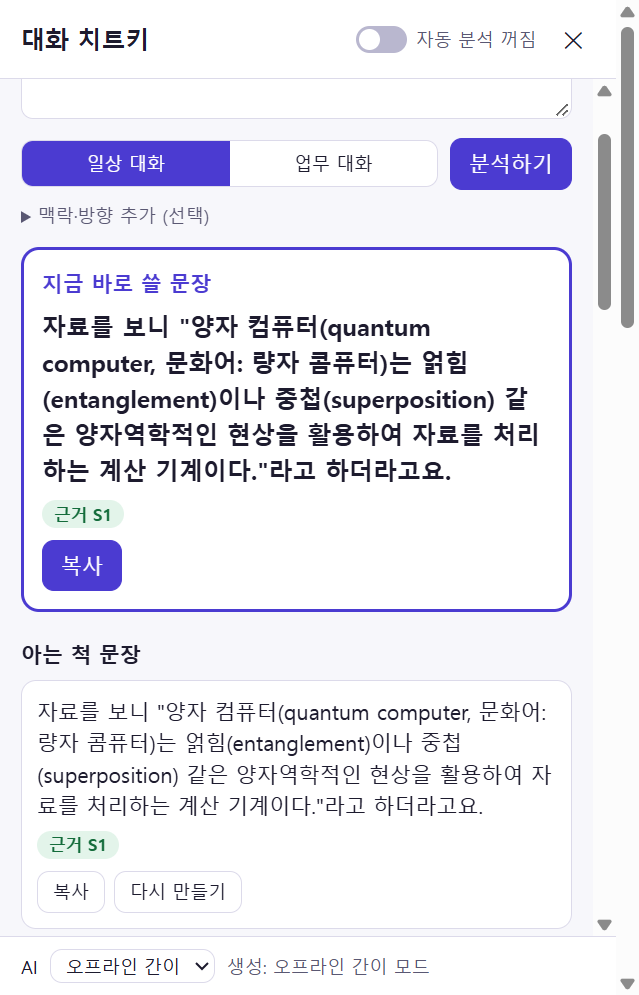 대화 치트키
자동 분석 꺼짐
일상 대화
업무 대화
분석하기
▶ 맥락·방향 추가 (선택)
지금 바로 쓸 문장
자료를 보니 "양자 컴퓨터(quantum
computer, 문화어: 량자 콤퓨터)는 얽힘
(entanglement)이나 중첩(superposition) 같
은 양자역학적인 현상을 활용하여 자료를 처리
하는 계산 기계이다."라고 하더라고요.
근거 S1
복사
아는 척 문장
자료를 보니 "양자 컴퓨터(quantum computer, 문화어:
량자 콤퓨터)는 얽힘(entanglement)이나 중첩
(superposition) 같은 양자역학적인 현상을 활용하여 자
료를 처리하는 계산 기계이다."라고 하더라고요.
근거 S1
복사
다시 만들기
AI
오프라인 간이
생성: 오프라인 간이 모드